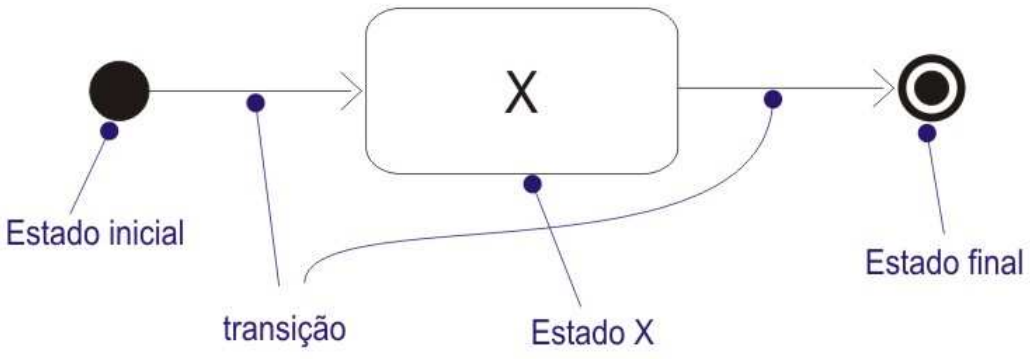 X
Estado inicial
Estado final
transição
Estado X